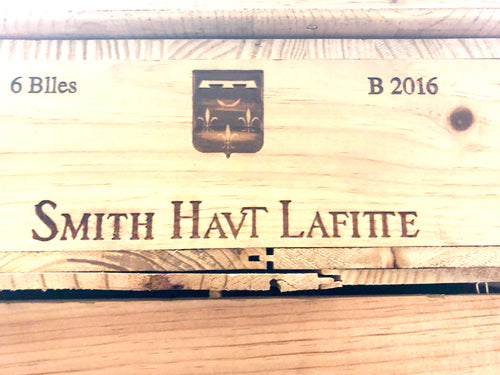 6 Blles B 2016
SMITH HAVT LAFITTE